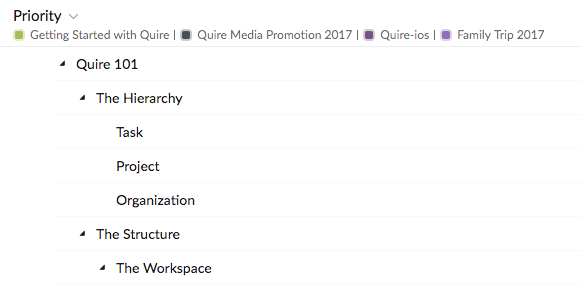 Priority
Getting Started with Quire | Quire Media Promotion 2017 | Quire-ios | Family Trip 2017
Quire 101
The Hierarchy
Task
Project
Organization
The Structure
The Workspace